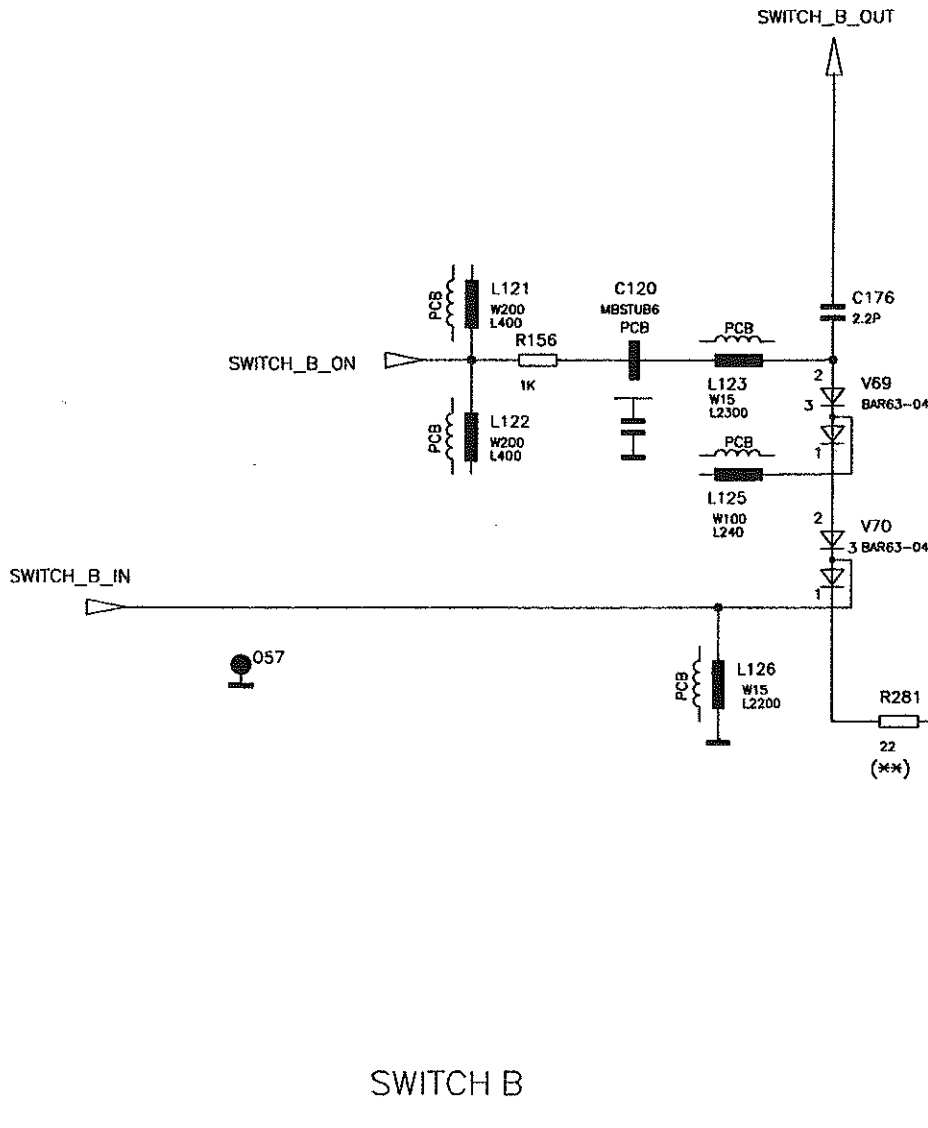 SWITCH_B_OUT
PCB
L121
W200
L400
C120
MBSTUB6
PCB
C176
2.2P
R156
1K
PCB
SWITCH_B_ON
L123
W15
L2300
2
V69
BAR63-04
3
1
PCB
L122
W200
L400
PCB
L125
W100
L240
2
V70
3
BAR63-04
1
SWITCH_B_IN
O57
PCB
L126
W15
L2200
R281
22
(**)
SWITCH B